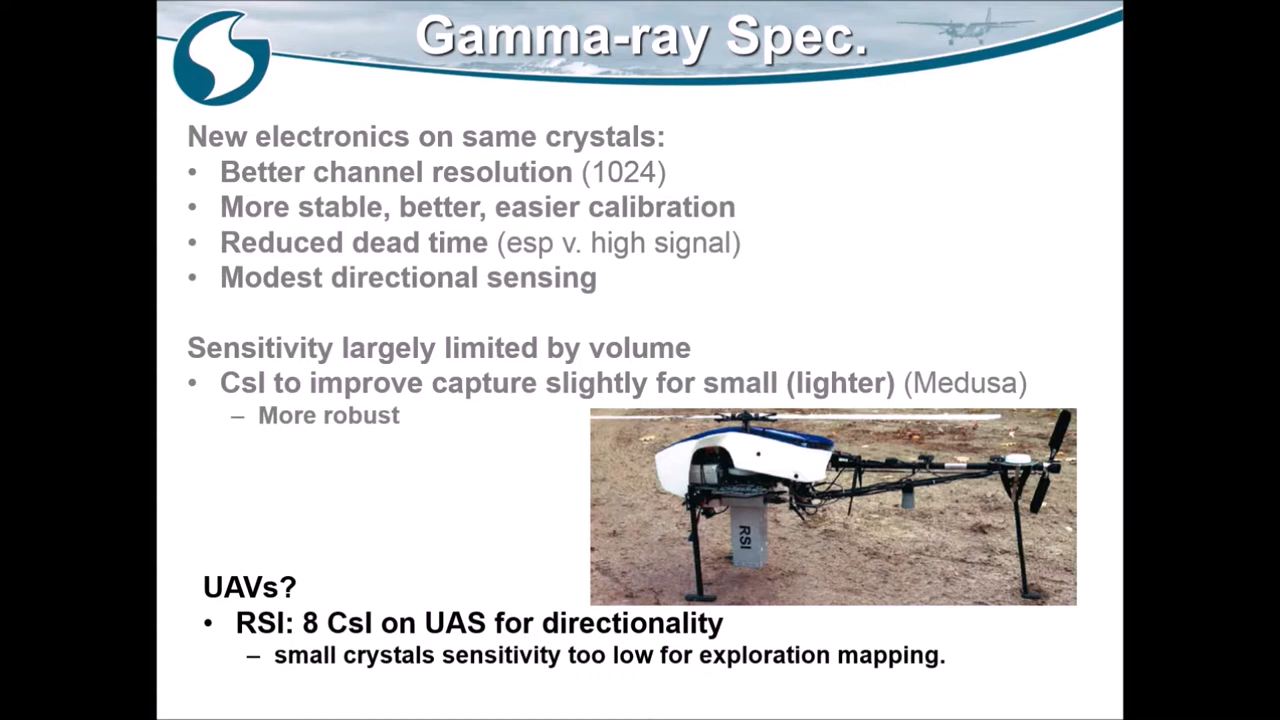 Gamma-ray Spec.
New electronics on same crystals:
• Better channel resolution (1024)
• More stable, better, easier calibration
• Reduced dead time (esp v. high signal)
• Modest directional sensing
Sensitivity largely limited by volume
• CsI to improve capture slightly for small (lighter) (Medusa)
– More robust
RSI
UAVs?
• RSI: 8 CsI on UAS for directionality
– small crystals sensitivity too low for exploration mapping.